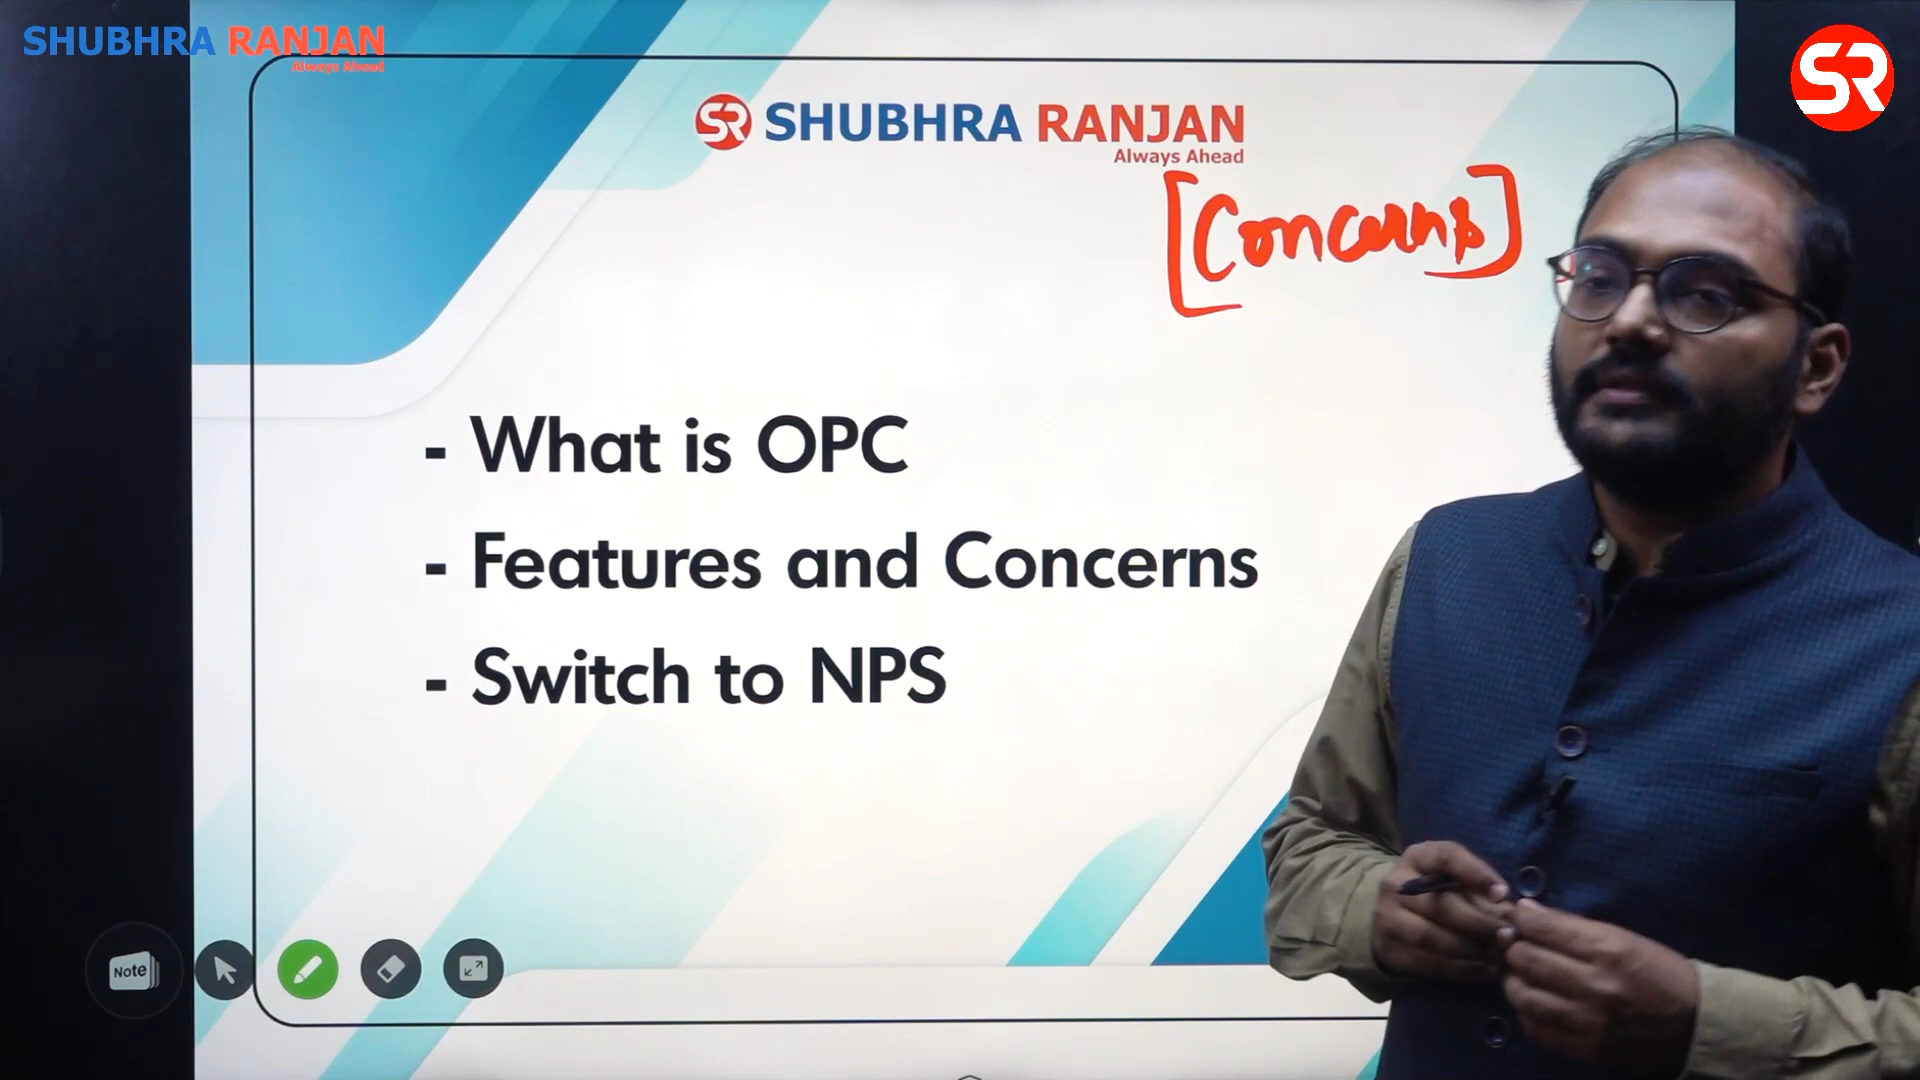 SHUBHRA RANJAN
Always Ahead
SR
SR SHUBHRA RANJAN
Always Ahead
[Concerns]
- What is OPC
- Features and Concerns
- Switch to NPS
Note